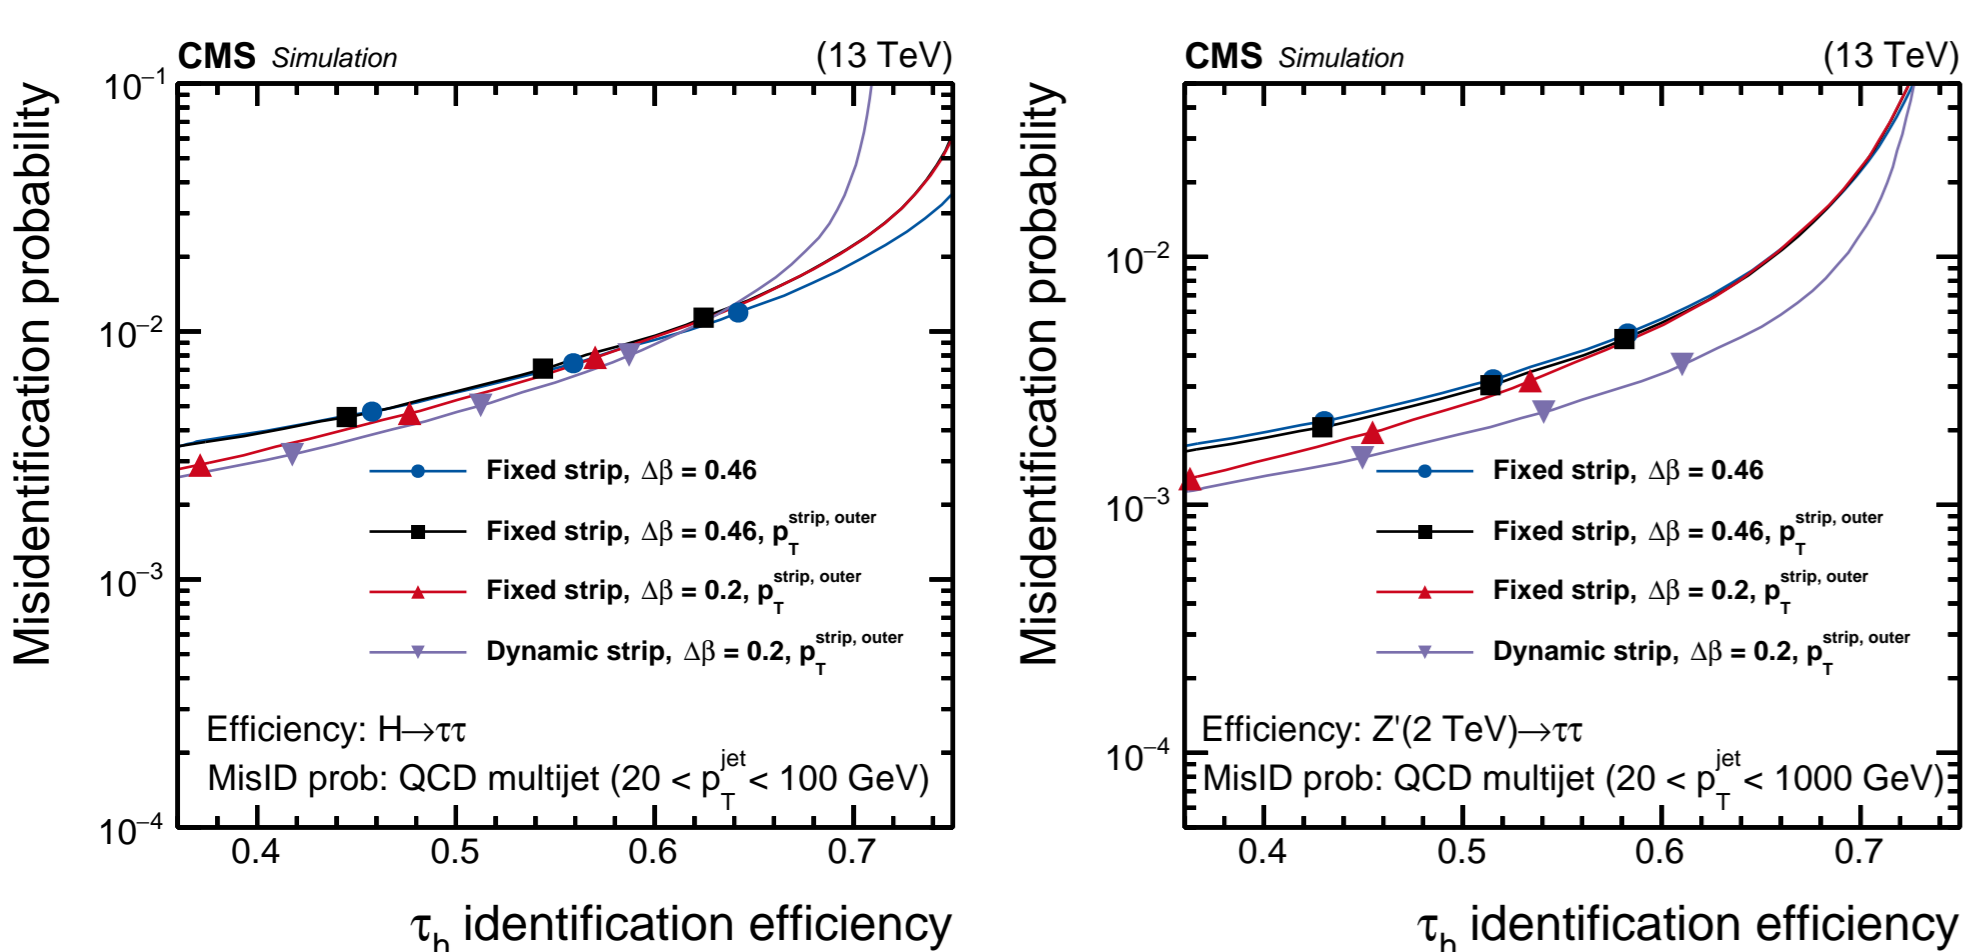 CMS Simulation (13 TeV)
Misidentification probability
10⁻¹
10⁻²
10⁻³
10⁻⁴
Fixed strip, Δβ = 0.46
Fixed strip, Δβ = 0.46, p_T^strip, outer
Fixed strip, Δβ = 0.2, p_T^strip, outer
Dynamic strip, Δβ = 0.2, p_T^strip, outer
Efficiency: H→ττ
MisID prob: QCD multijet (20 < p_T^jet < 100 GeV)
0.4 0.5 0.6 0.7
τ_h identification efficiency
CMS Simulation (13 TeV)
Misidentification probability
10⁻²
10⁻³
10⁻⁴
Fixed strip, Δβ = 0.46
Fixed strip, Δβ = 0.46, p_T^strip, outer
Fixed strip, Δβ = 0.2, p_T^strip, outer
Dynamic strip, Δβ = 0.2, p_T^strip, outer
Efficiency: Z'(2 TeV)→ττ
MisID prob: QCD multijet (20 < p_T^jet < 1000 GeV)
0.4 0.5 0.6 0.7
τ_h identification efficiency